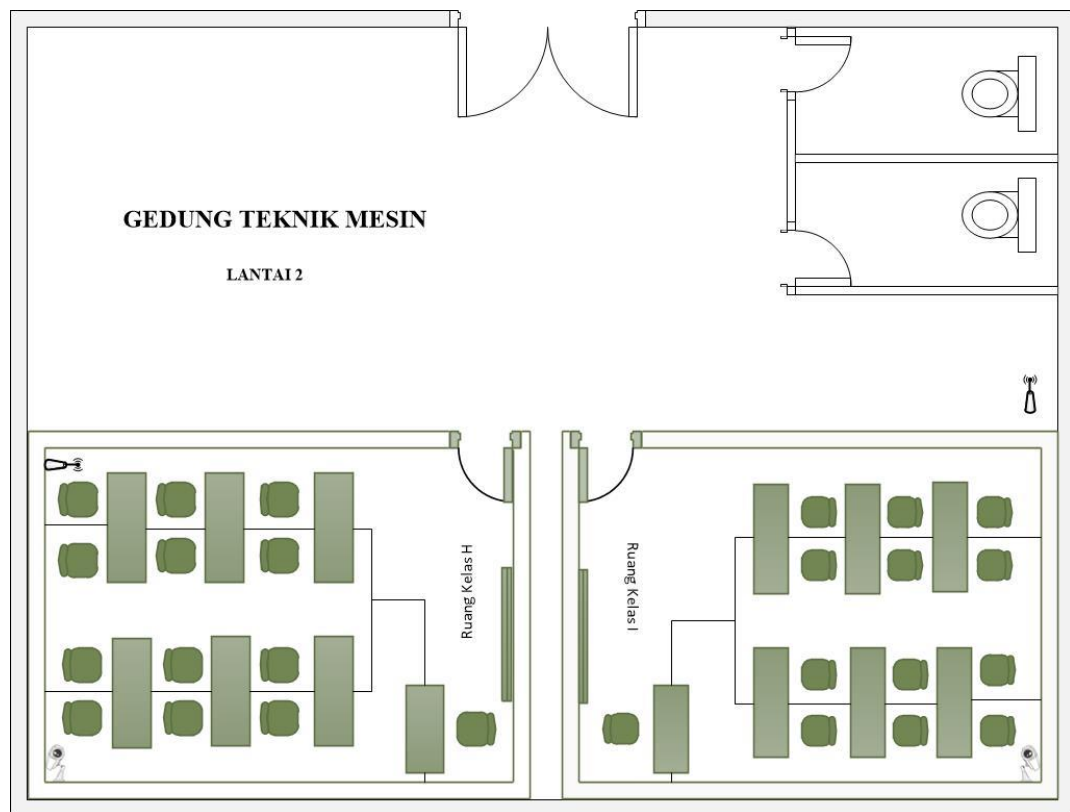 GEDUNG TEKNIK MESIN
LANTAI 2
Ruang Kelas H
Ruang Kelas I